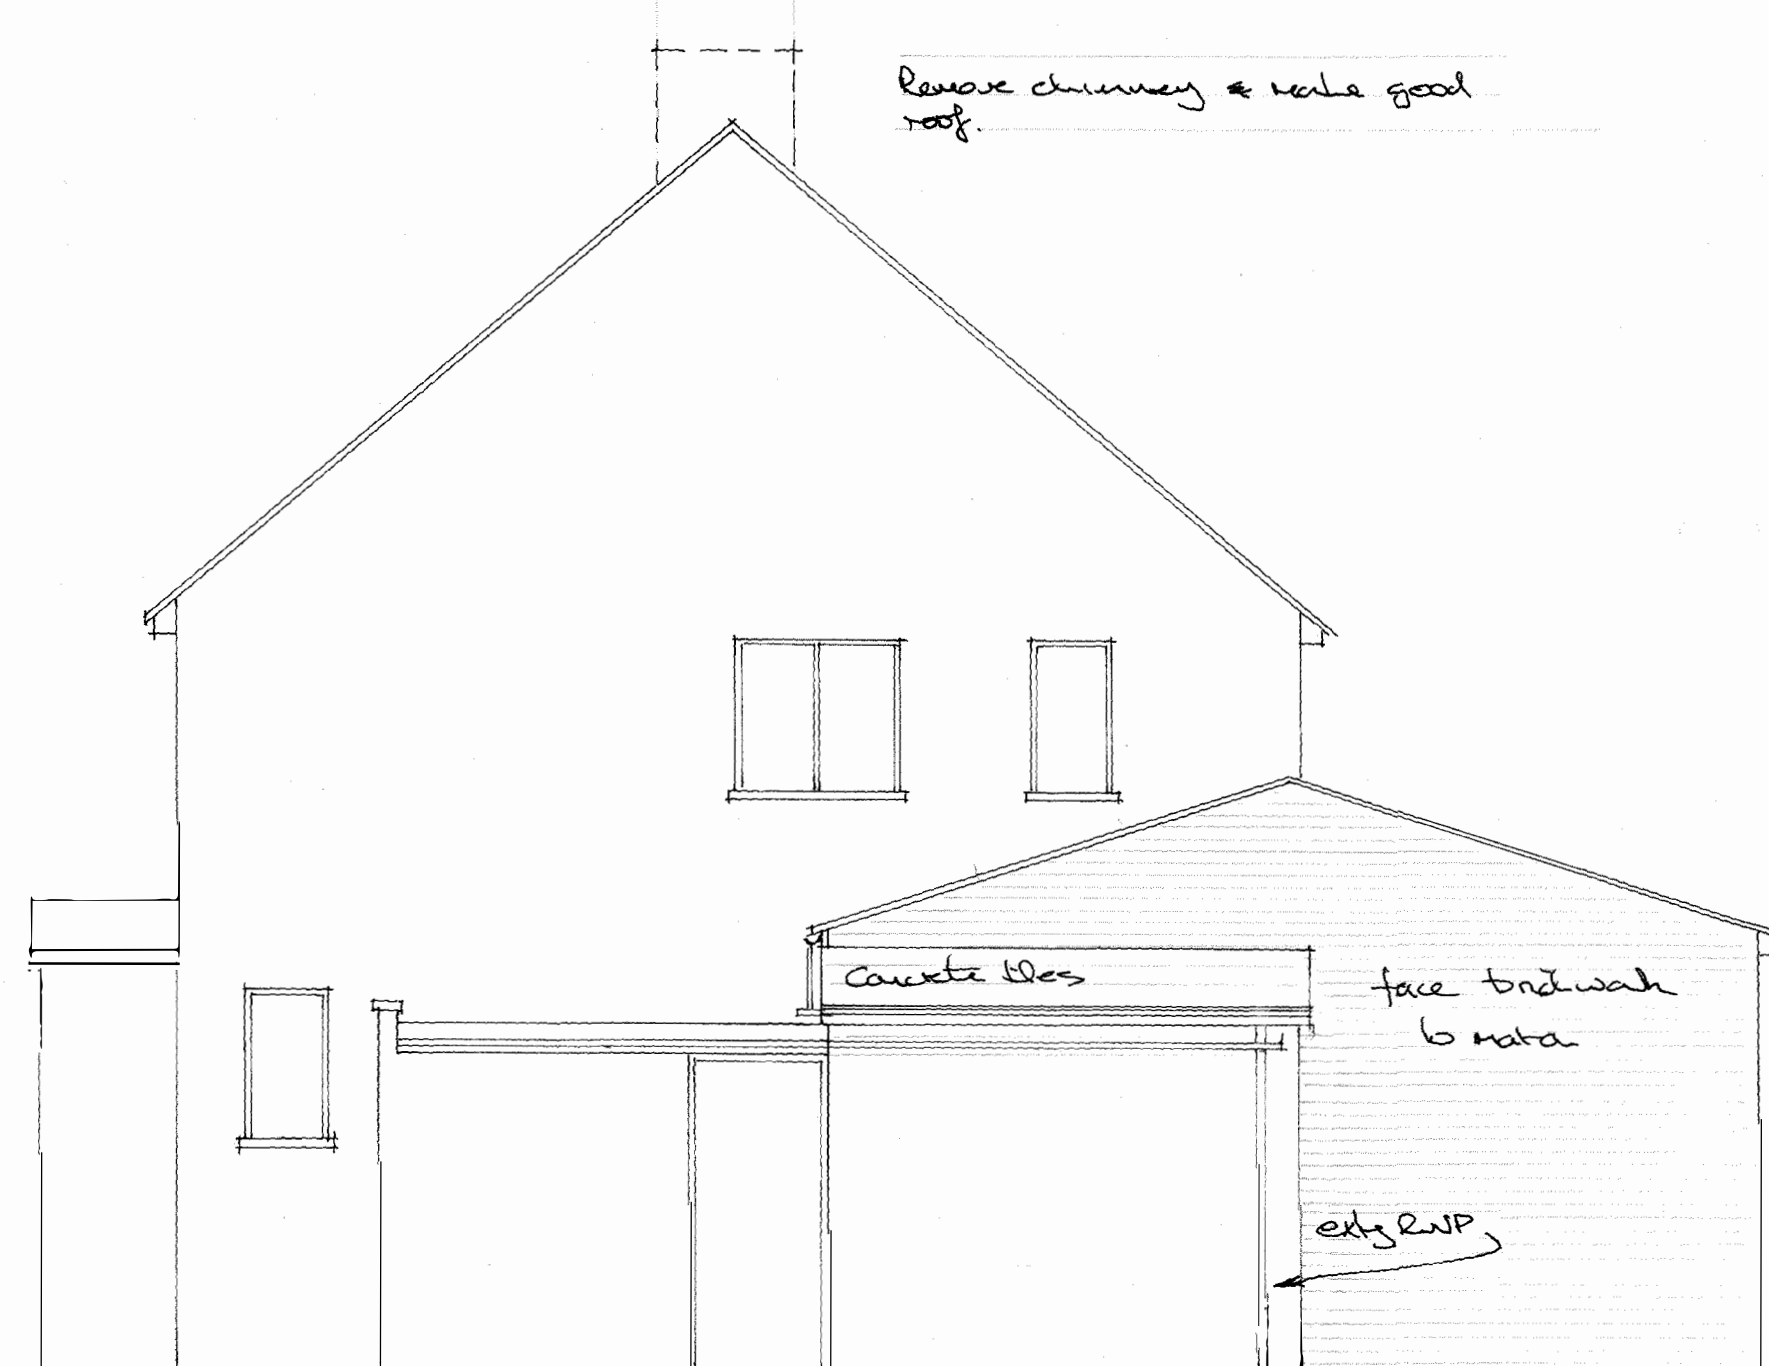 Remove chimney & make good
roof.
Concrete tiles
face brickwork
to match
extg RWP